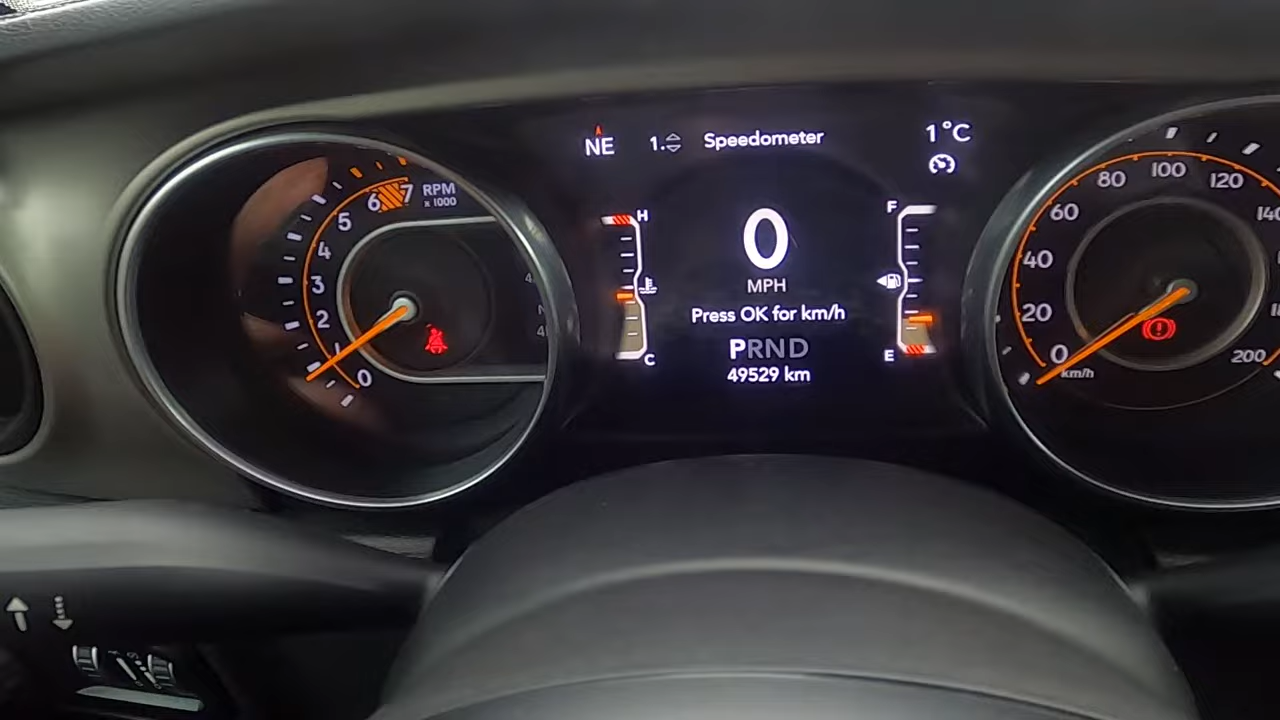 NE 1. Speedometer 1°C
RPM
x 1000
0 1 2 3 4 5 6 7
H
C
0
MPH
Press OK for km/h
PRND
49529 km
F
E
0 20 40 60 80 100 120 140 200
km/h